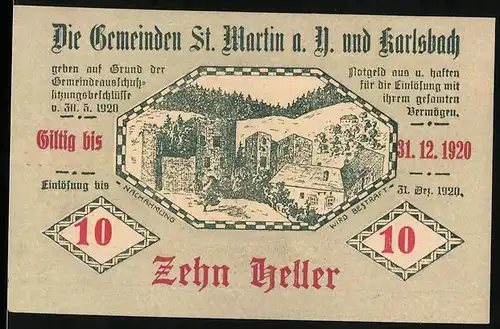 Die Gemeinden St. Martin a. Y. und Karlsbach
geben auf Grund der
Gemeindeausschuß-
sitzungsbeschlüsse
v. 30. 5. 1920
Notgeld aus u. haften
für die Einlösung mit
ihrem gesamten
Vermögen.
Giltig bis
31. 12. 1920
Einlösung bis
31. Dez. 1920.
NACHAHMUNG
WIRD BESTRAFT
10
10
Zehn Heller